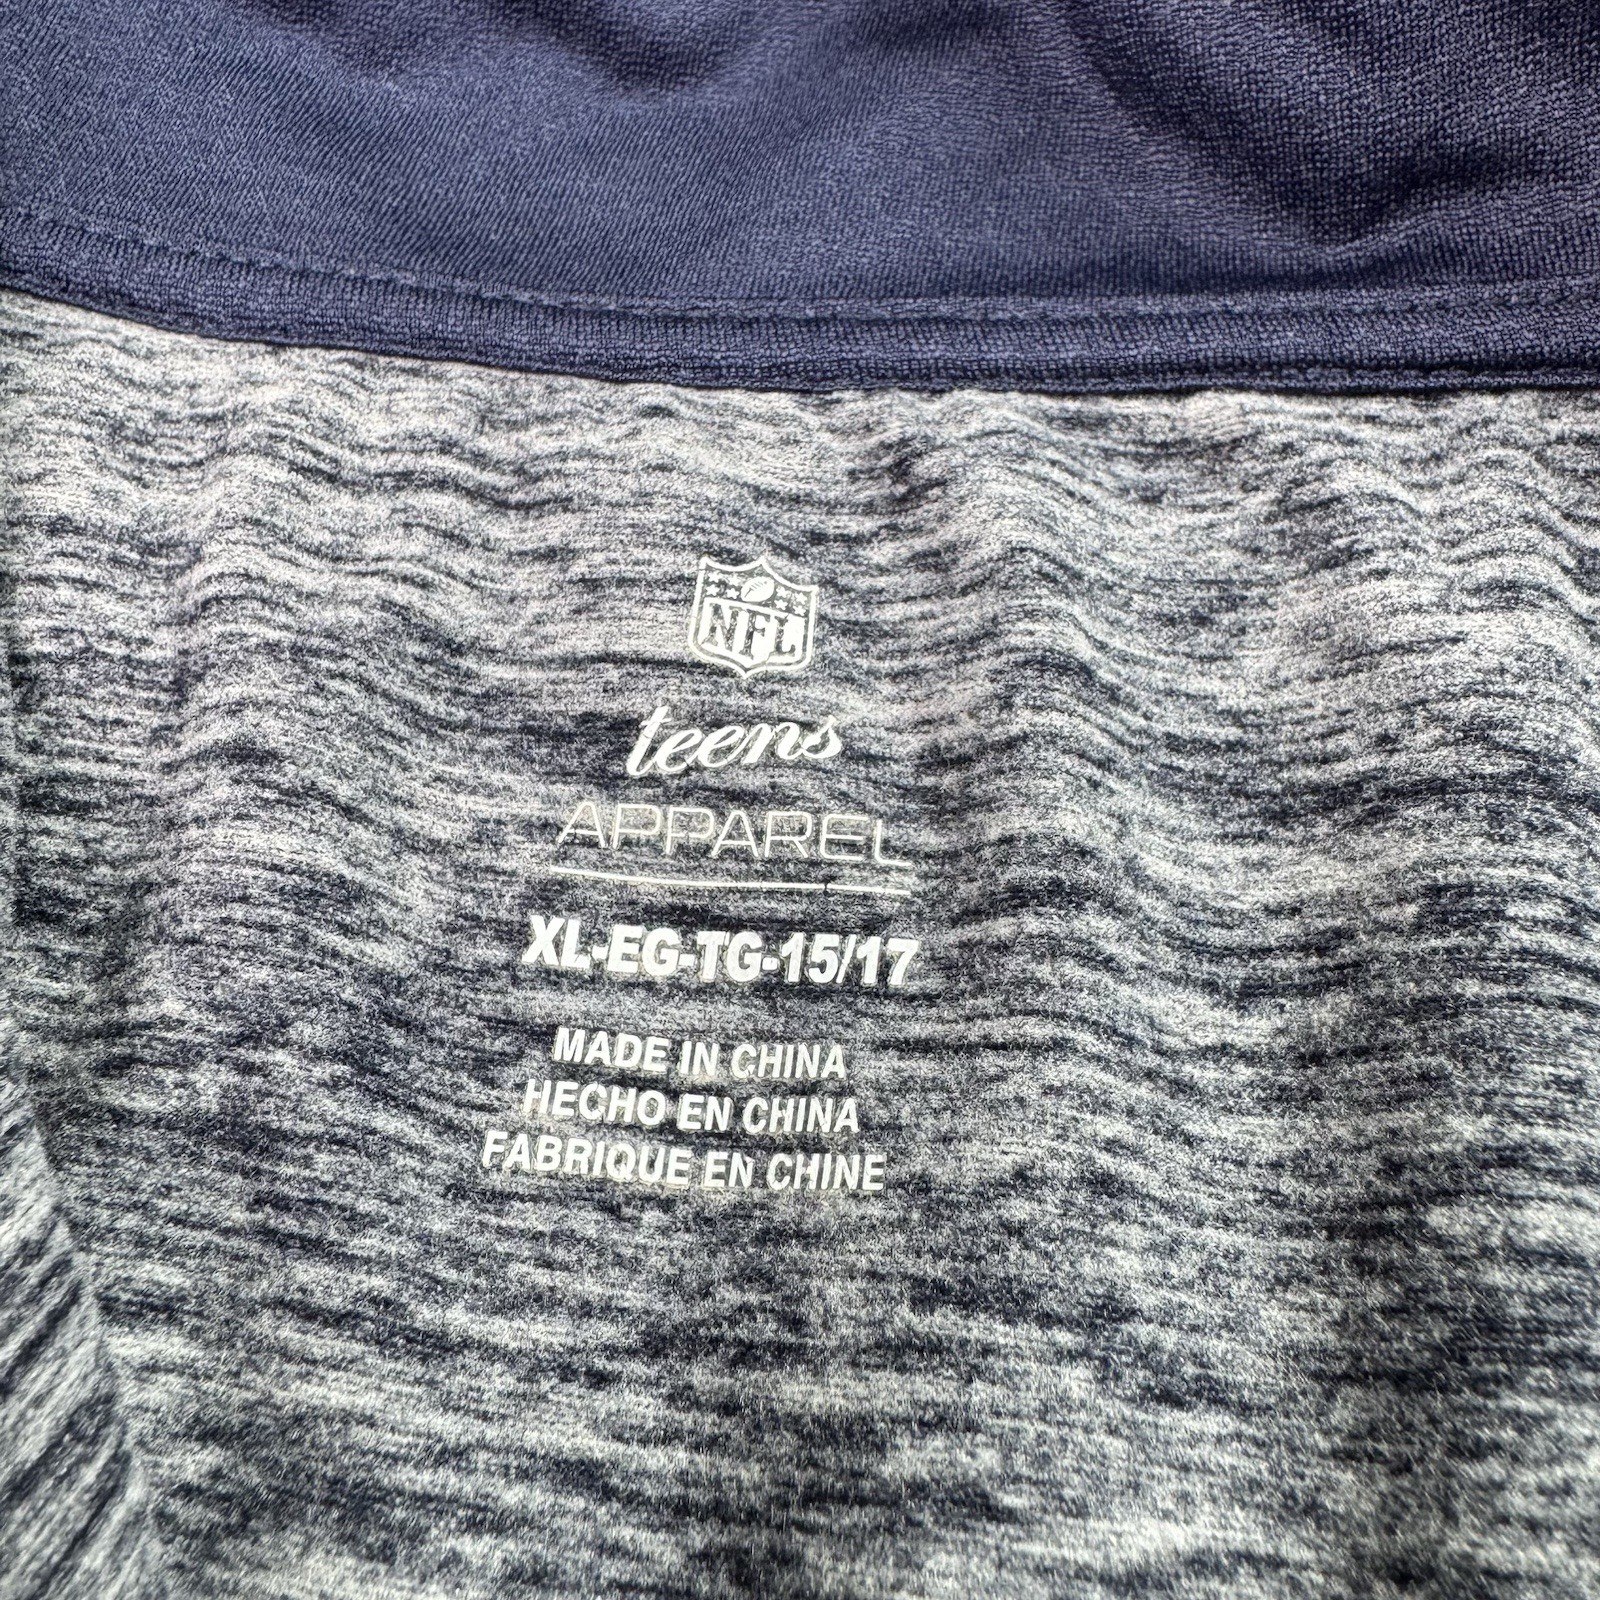 NFL
teens
APPAREL
XL-EG-TG-15/17
MADE IN CHINA
HECHO EN CHINA
FABRIQUE EN CHINE